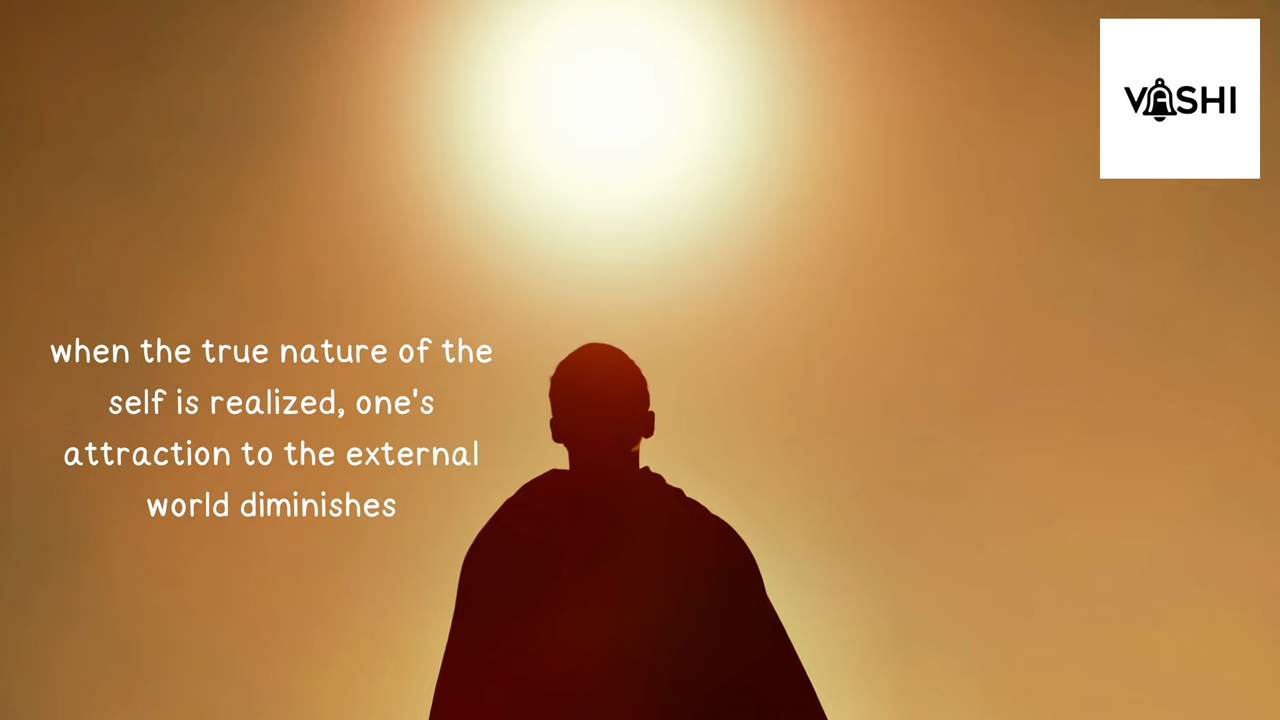 VASHI
when the true nature of the
self is realized, one's
attraction to the external
world diminishes